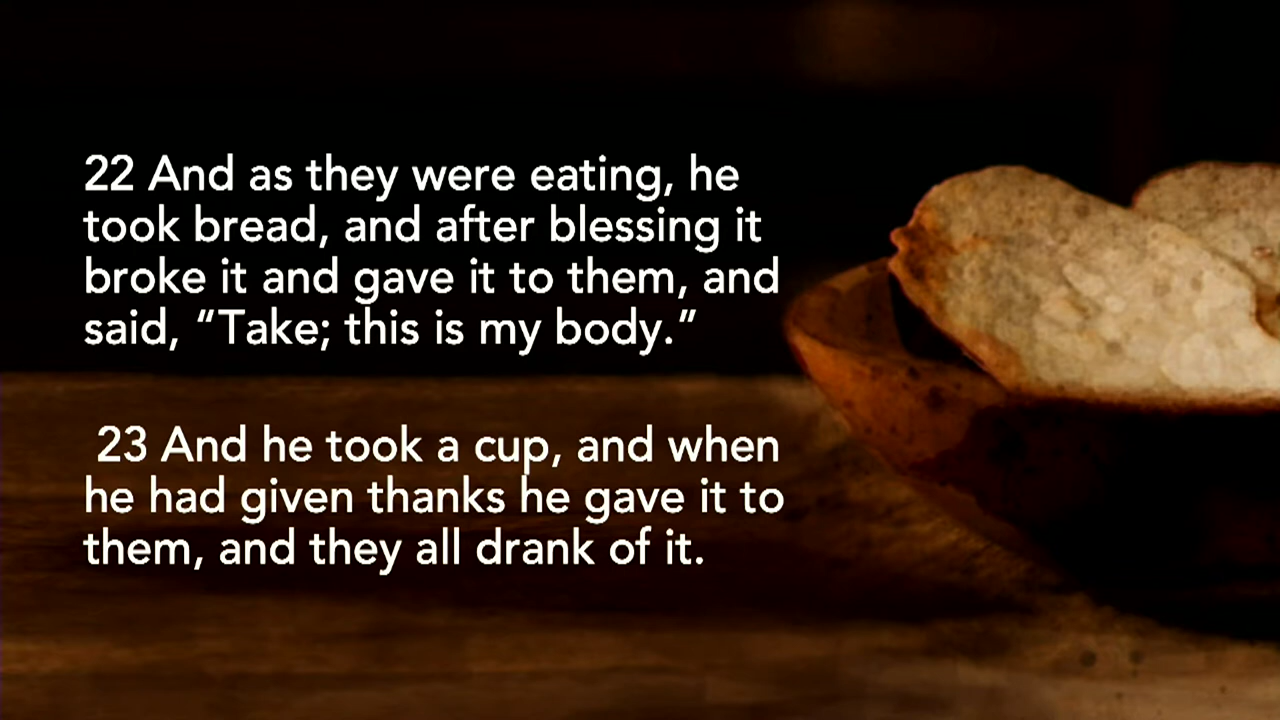 22 And as they were eating, he
took bread, and after blessing it
broke it and gave it to them, and
said, “Take; this is my body.”
23 And he took a cup, and when
he had given thanks he gave it to
them, and they all drank of it.